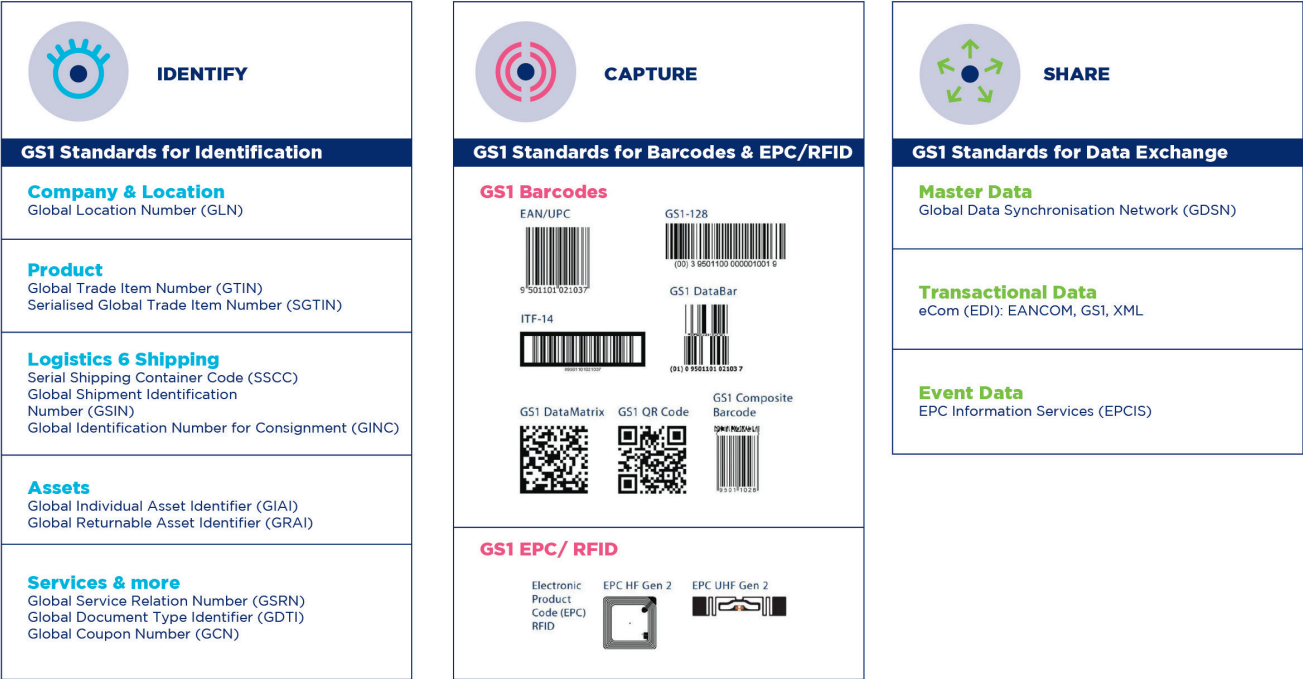 IDENTIFY
GS1 Standards for Identification
Company & Location
Global Location Number (GLN)
Product
Global Trade Item Number (GTIN)
Serialised Global Trade Item Number (SGTIN)
Logistics 6 Shipping
Serial Shipping Container Code (SSCC)
Global Shipment Identification
Number (GSIN)
Global Identification Number for Consignment (GINC)
Assets
Global Individual Asset Identifier (GIAI)
Global Returnable Asset Identifier (GRAI)
Services & more
Global Service Relation Number (GSRN)
Global Document Type Identifier (GDTI)
Global Coupon Number (GCN)
CAPTURE
GS1 Standards for Barcodes & EPC/RFID
GS1 Barcodes
EAN/UPC
9 501101 021037
GS1-128
(00) 3 9501100 000001001 9
GS1 DataBar
(01) 0 9501101 02103 7
ITF-14
GS1 DataMatrix
GS1 QR Code
GS1 Composite
Barcode
GS1 EPC/ RFID
Electronic
Product
Code (EPC)
RFID
EPC HF Gen 2
EPC UHF Gen 2
SHARE
GS1 Standards for Data Exchange
Master Data
Global Data Synchronisation Network (GDSN)
Transactional Data
eCom (EDI): EANCOM, GS1, XML
Event Data
EPC Information Services (EPCIS)